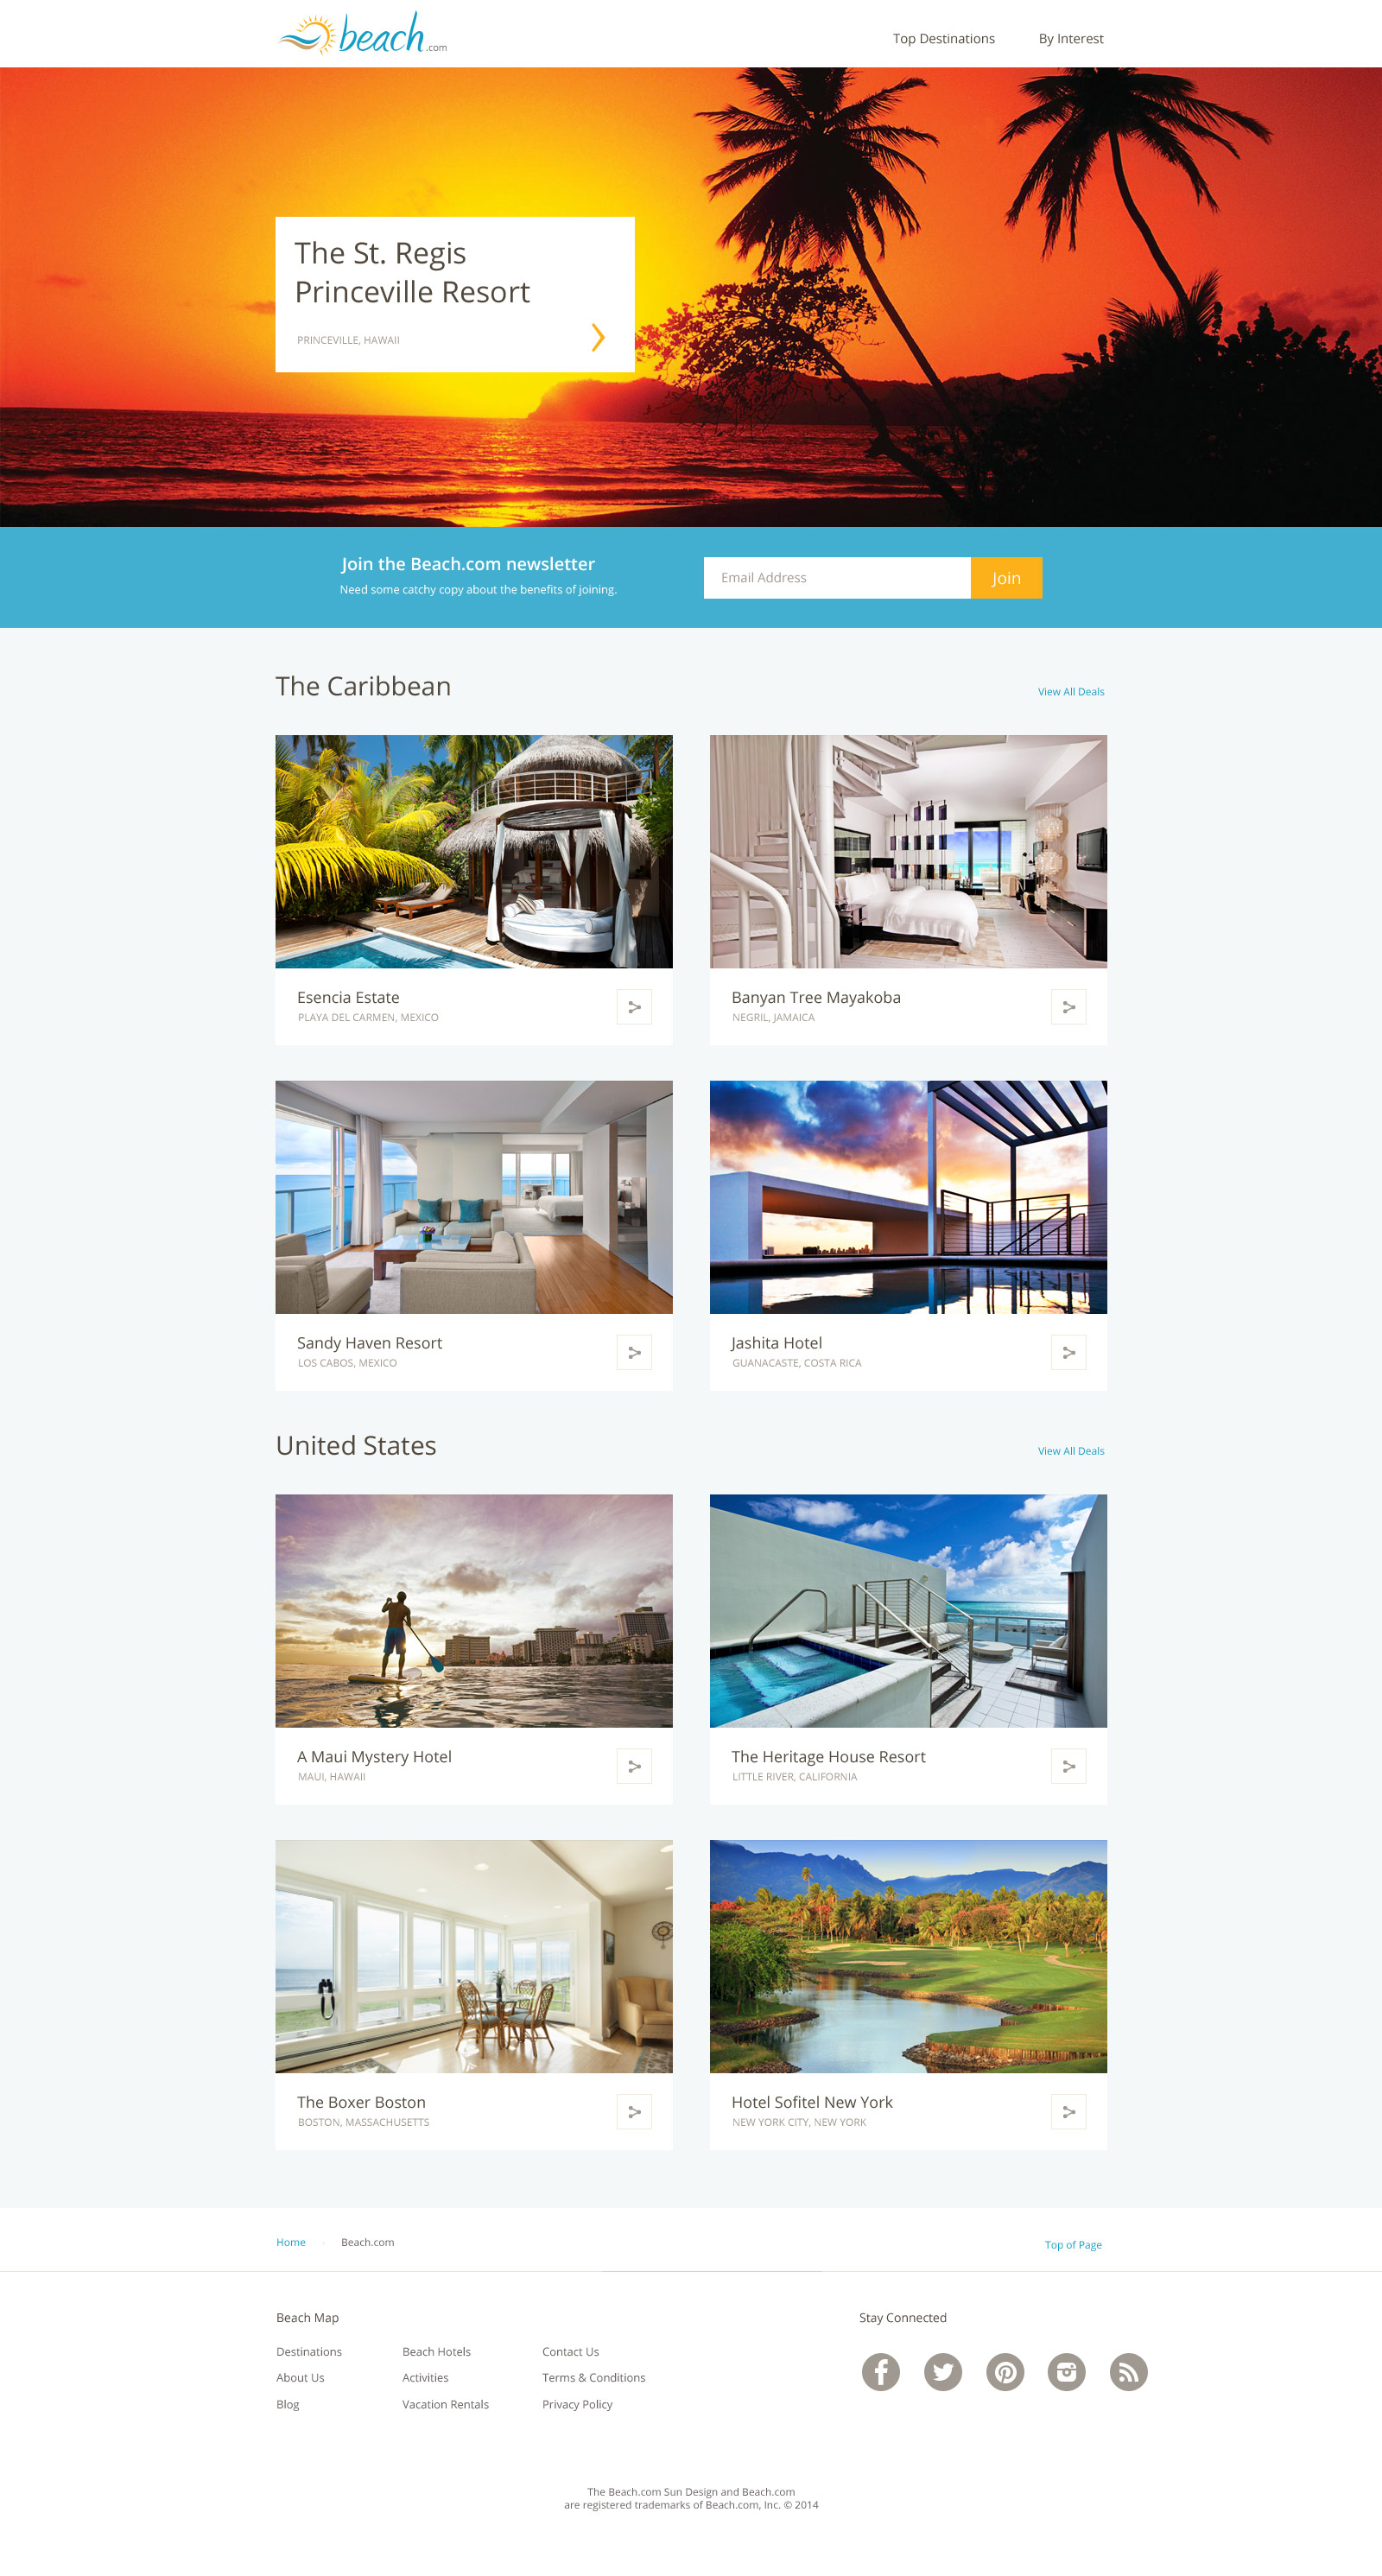 beach.com
Top Destinations
By Interest
The St. Regis
Princeville Resort
PRINCEVILLE, HAWAII
Join the Beach.com newsletter
Need some catchy copy about the benefits of joining.
Email Address
Join
The Caribbean
View All Deals
Esencia Estate
PLAYA DEL CARMEN, MEXICO
Banyan Tree Mayakoba
NEGRIL, JAMAICA
Sandy Haven Resort
LOS CABOS, MEXICO
Jashita Hotel
GUANACASTE, COSTA RICA
United States
View All Deals
A Maui Mystery Hotel
MAUI, HAWAII
The Heritage House Resort
LITTLE RIVER, CALIFORNIA
The Boxer Boston
BOSTON, MASSACHUSETTS
Hotel Sofitel New York
NEW YORK CITY, NEW YORK
Home
Beach.com
Top of Page
Beach Map
Destinations
About Us
Blog
Beach Hotels
Activities
Vacation Rentals
Contact Us
Terms & Conditions
Privacy Policy
Stay Connected
The Beach.com Sun Design and Beach.com
are registered trademarks of Beach.com, Inc. © 2014